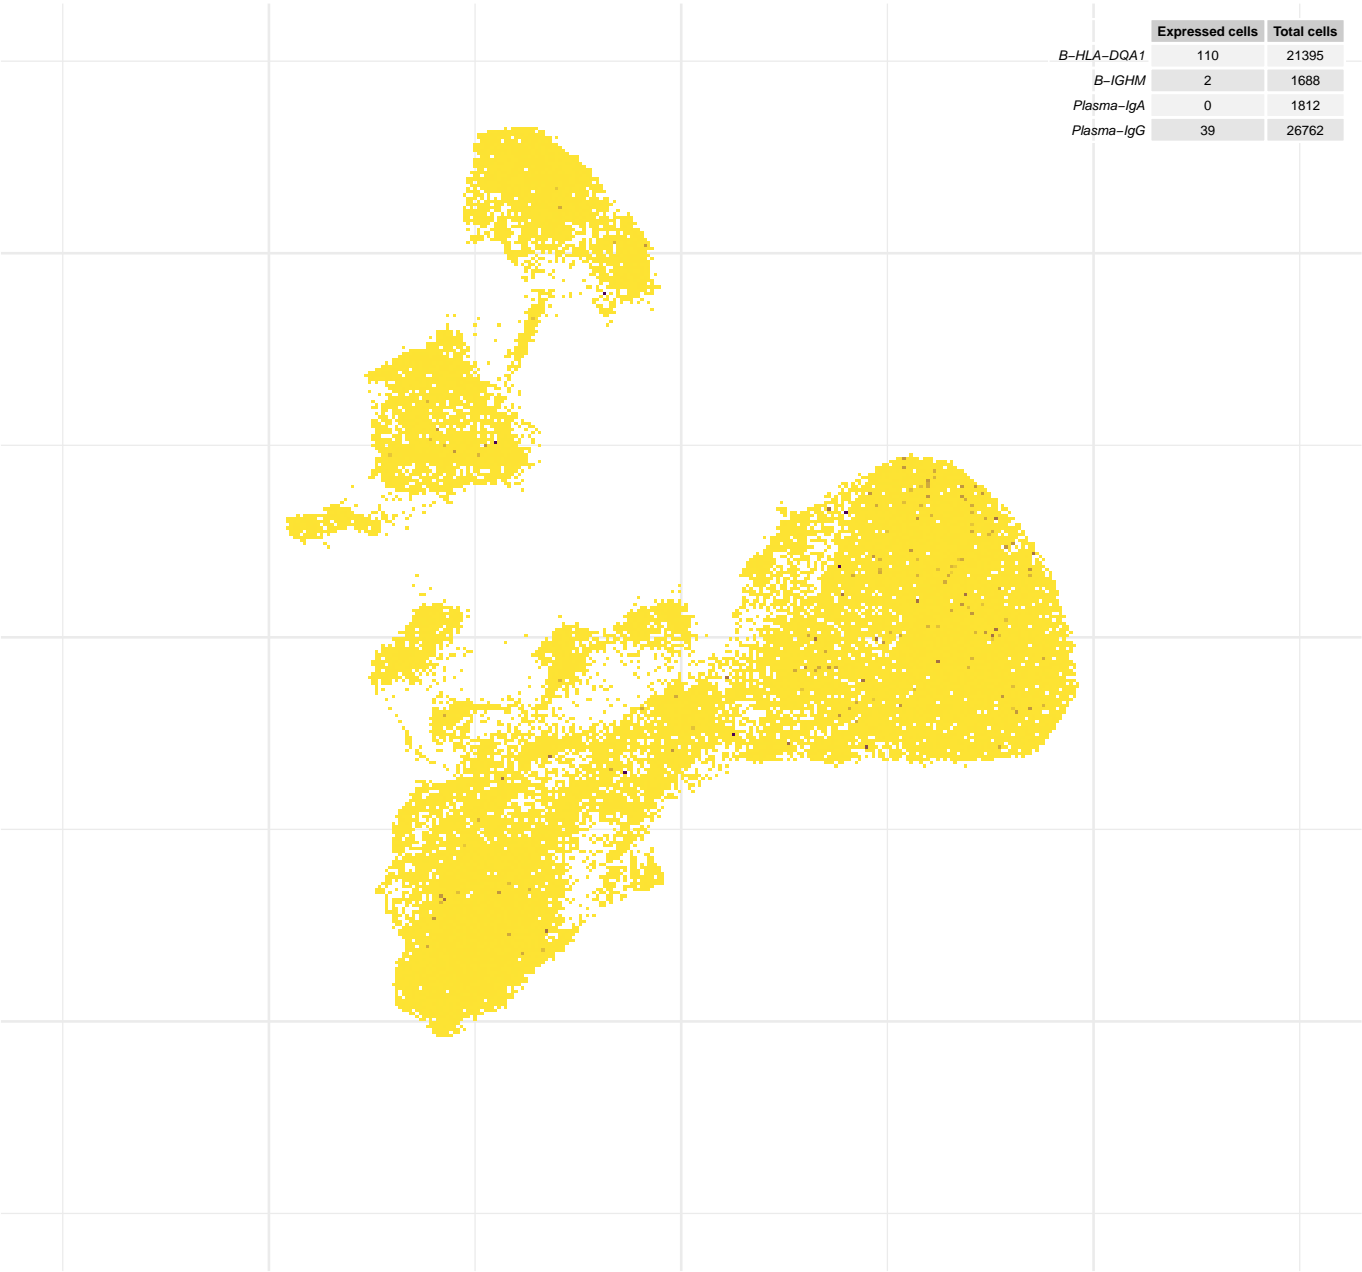 Expressed cells Total cells
B−HLA−DQA1 110 21395
B−IGHM 2 1688
Plasma−IgA 0 1812
Plasma−IgG 39 26762